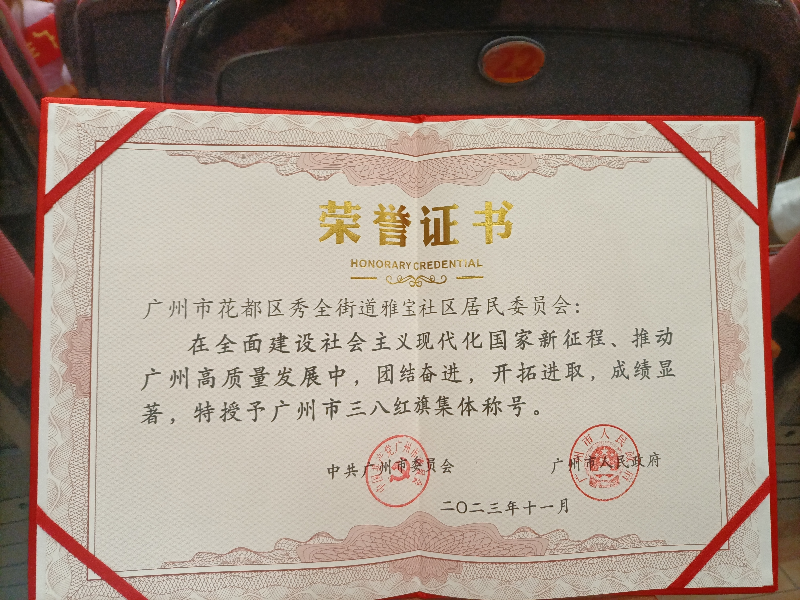 荣誉证书
HONORARY CREDENTIAL
广州市花都区秀全街道雅宝社区居民委员会：
在全面建设社会主义现代化国家新征程、推动
广州高质量发展中，团结奋进，开拓进取，成绩显
著，特授予广州市三八红旗集体称号。
中共广州市委员会 广州市人民政府
二〇二三年十一月